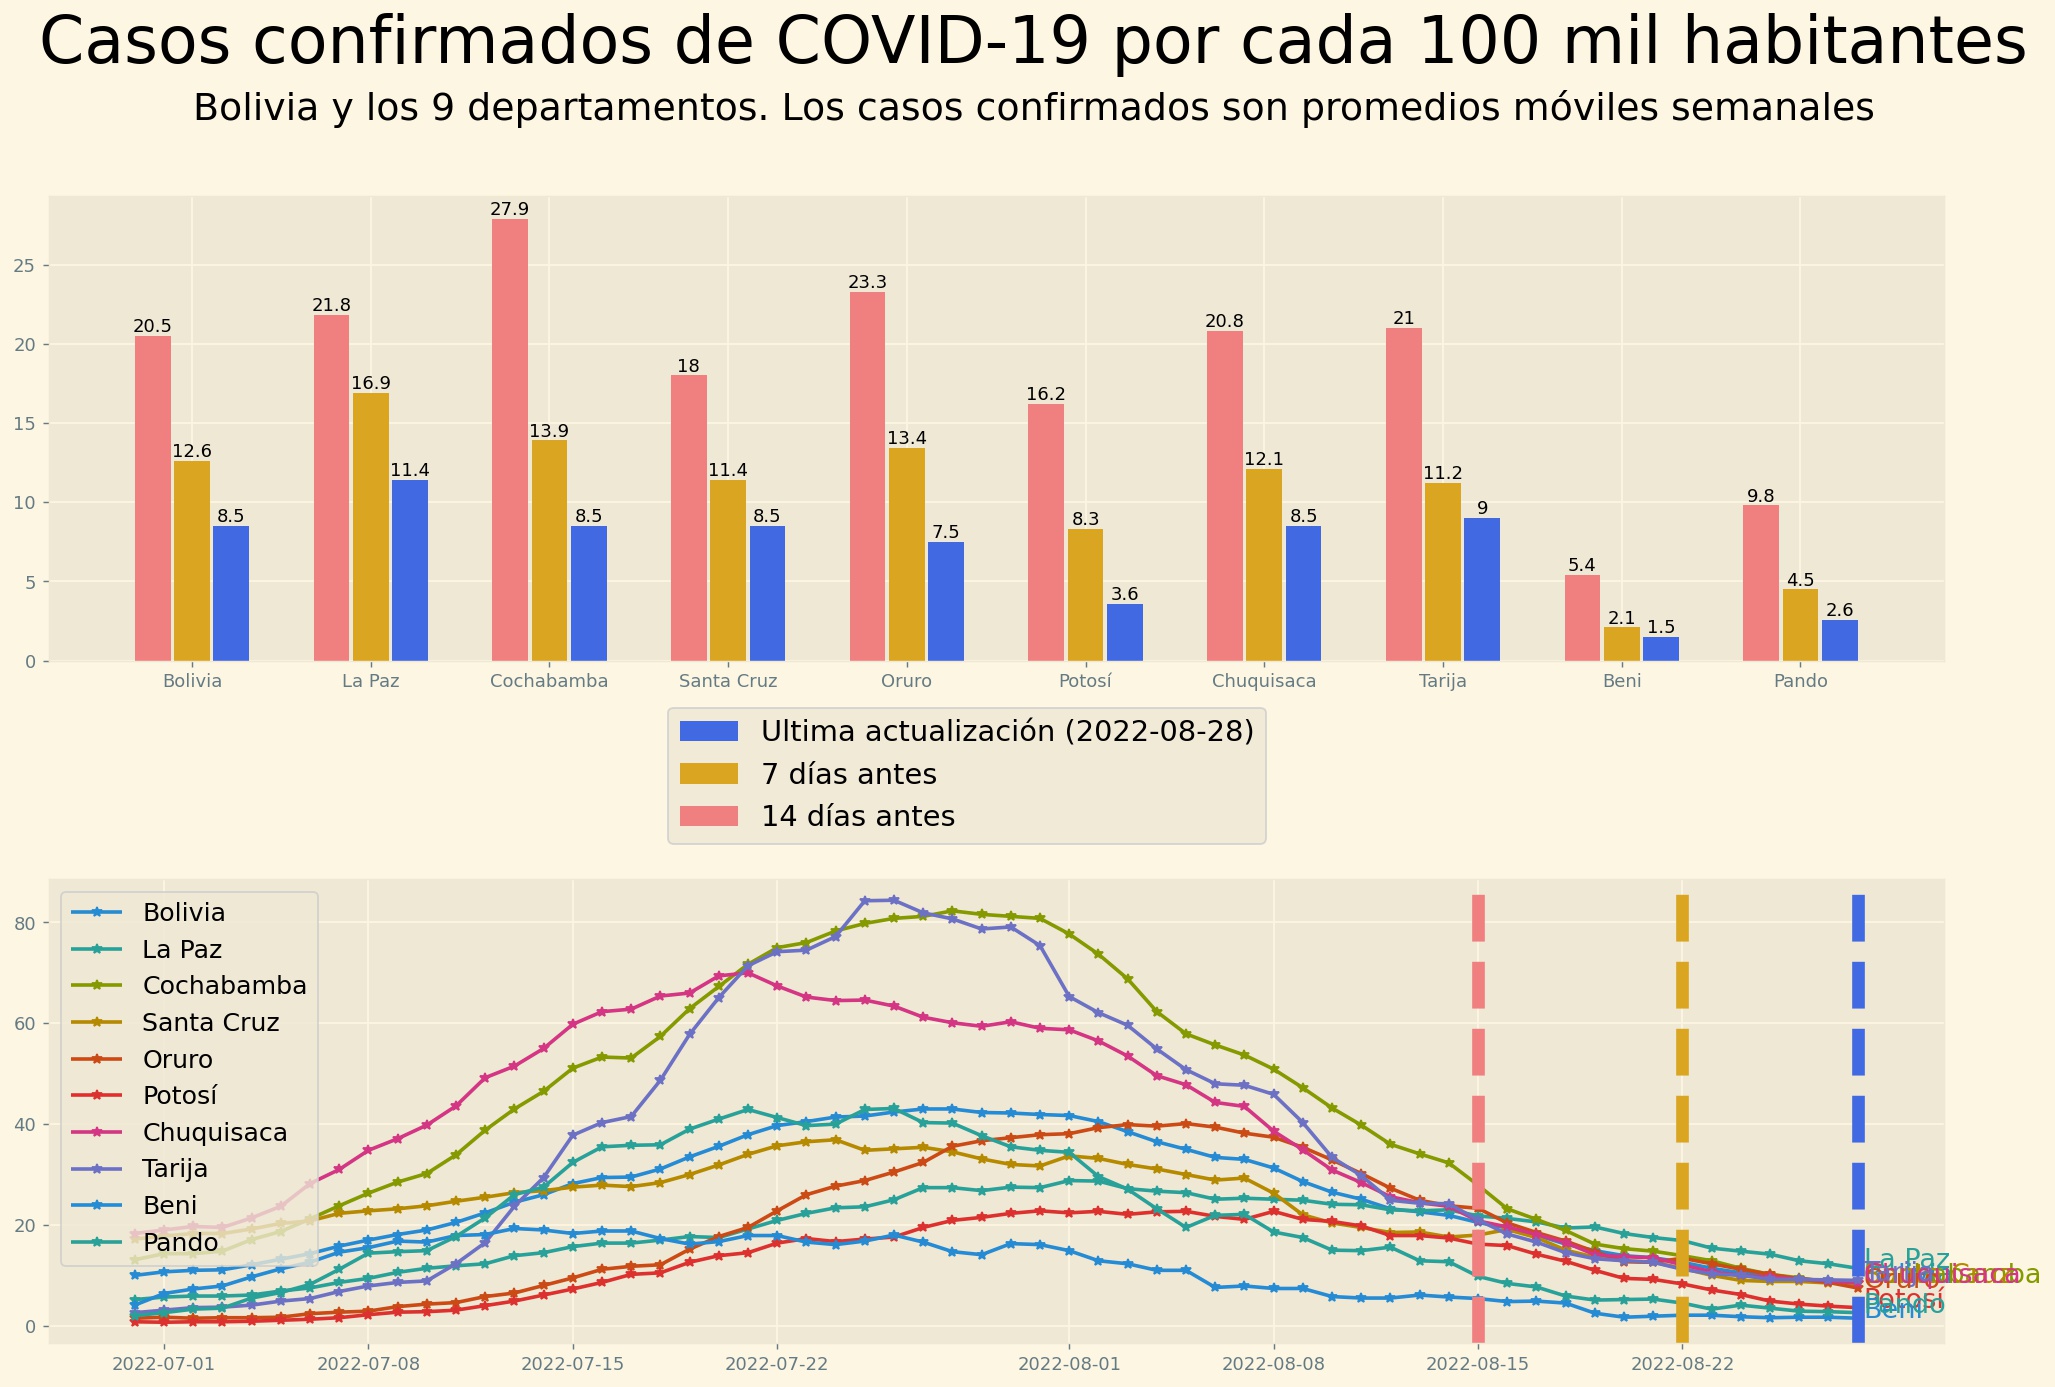 Casos confirmados de COVID-19 por cada 100 mil habitantes
Bolivia y los 9 departamentos. Los casos confirmados son promedios móviles semanales
27.9
25
23.3
21.8
21
20.5
20.8
20
18
16.9
16.2
15
13.9
13.4
12.6
12.1
11.4
11.4
11.2
10
9.8
9
8.5
8.5
8.5
8.5
8.3
7.5
5.4
5
4.5
3.6
2.6
2.1
1.5
0
Bolivia La Paz Cochabamba Santa Cruz Oruro Potosí Chuquisaca Tarija Beni Pando
Ultima actualización (2022-08-28)
7 días antes
14 días antes
80
60
40
20
0
Bolivia
La Paz
Cochabamba
Santa Cruz
Oruro
Potosí
Chuquisaca
Tarija
Beni
Pando
La Paz
Oruro
Potosí
Pando
Beni
2022-07-01 2022-07-08 2022-07-15 2022-07-22 2022-08-01 2022-08-08 2022-08-15 2022-08-22